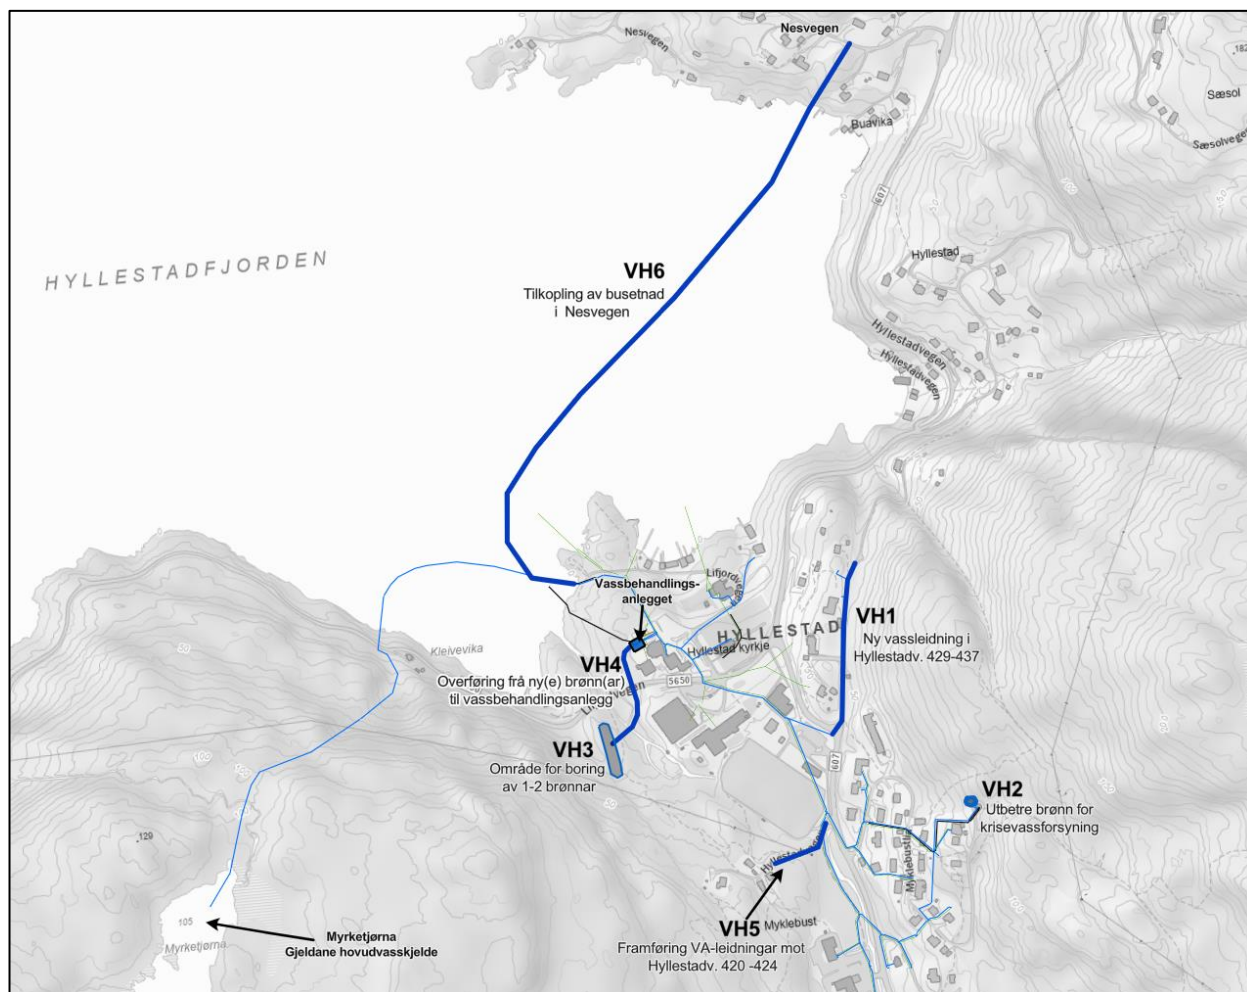 Nesvegen
Nesvegen
182
Sæsol
Sæsolveget
Buavika
607
Hyllestad
HYLLESTADFJORDEN
VH6
Tilkopling av busetnad
i Nesvegen
Hyllestadvegen
Hyllestadvegen
Vassbehandlings-
anlegget
HYLLESTAD
Hyllestad kyrkje
VH1
Ny vassleidning i
Hyllestadv. 429-437
Kleivevika
VH4
Overføring frå ny(e) brønn(ar)
til vassbehandlingsanlegg
5650
VH3
Område for boring
av 1-2 brønnar
607
VH2
Utbetre brønn for
krisevassforsyning
129
VH5
Myklebust
Framføring VA-leidningar mot
Hyllestadv. 420 -424
105
Myrketjørna
Myrketjørna
Gjeldane hovudvasskjelde